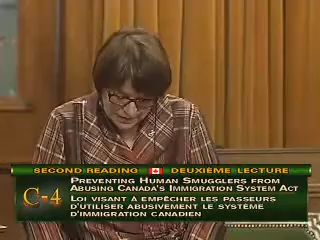 SECOND READING DEUXIÈME LECTURE
C-4
PREVENTING HUMAN SMUGGLERS FROM
ABUSING CANADA'S IMMIGRATION SYSTEM ACT
LOI VISANT À EMPÊCHER LES PASSEURS
D'UTILISER ABUSIVEMENT LE SYSTÈME
D'IMMIGRATION CANADIEN